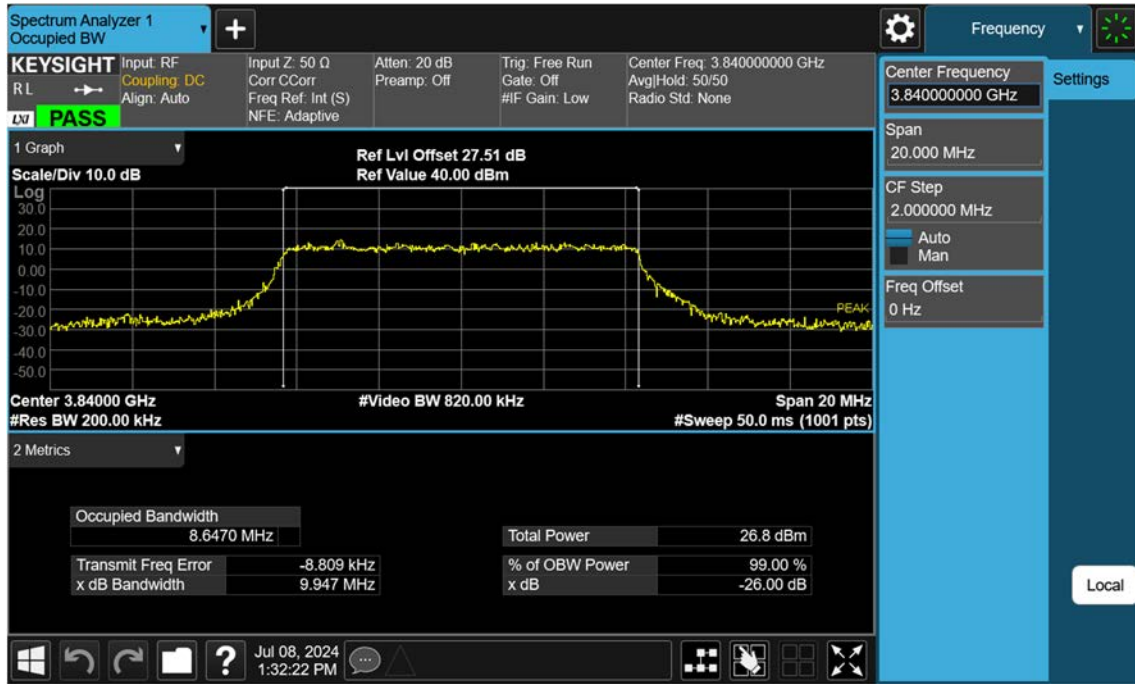 Spectrum Analyzer 1
Occupied BW
+
Frequency
KEYSIGHT
R L
LXI
PASS
Input: RF
Coupling: DC
Align: Auto
Input Z: 50 Ω
Corr CCorr
Freq Ref: Int (S)
NFE: Adaptive
Atten: 20 dB
Preamp: Off
Trig: Free Run
Gate: Off
#IF Gain: Low
Center Freq: 3.840000000 GHz
Avg|Hold: 50/50
Radio Std: None
Center Frequency
3.840000000 GHz
Settings
Span
20.000 MHz
CF Step
2.000000 MHz
Auto
Man
Freq Offset
0 Hz
Local
1 Graph
Scale/Div 10.0 dB
Ref Lvl Offset 27.51 dB
Ref Value 40.00 dBm
Log
30.0
20.0
10.0
0.00
-10.0
-20.0
-30.0
-40.0
-50.0
PEAK
Center 3.84000 GHz
#Video BW 820.00 kHz
Span 20 MHz
#Res BW 200.00 kHz
#Sweep 50.0 ms (1001 pts)
2 Metrics
Occupied Bandwidth
8.6470 MHz
Total Power 26.8 dBm
Transmit Freq Error -8.809 kHz
% of OBW Power 99.00 %
x dB Bandwidth 9.947 MHz
x dB -26.00 dB
?
Jul 08, 2024
1:32:22 PM